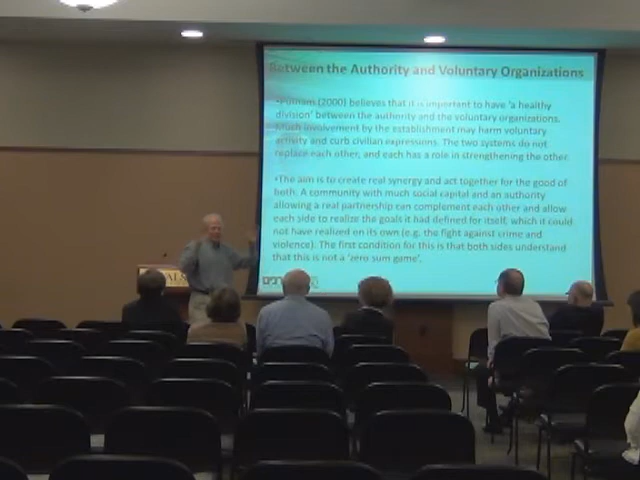 Between the Authority and Voluntary Organizations
•Putnam (2000) believes that it is important to have 'a healthy
division' between the authority and the voluntary organizations.
Much involvement by the establishment may harm voluntary
activity and curb civilian expressions. The two systems do not
replace each other, and each has a role in strengthening the other.
•The aim is to create real synergy and act together for the good of
both. A community with much social capital and an authority
allowing a real partnership can complement each other and allow
each side to realize the goals it had defined for itself, which it could
not have realized on its own (e.g. the fight against crime and
violence). The first condition for this is that both sides understand
that this is not a 'zero sum game'.